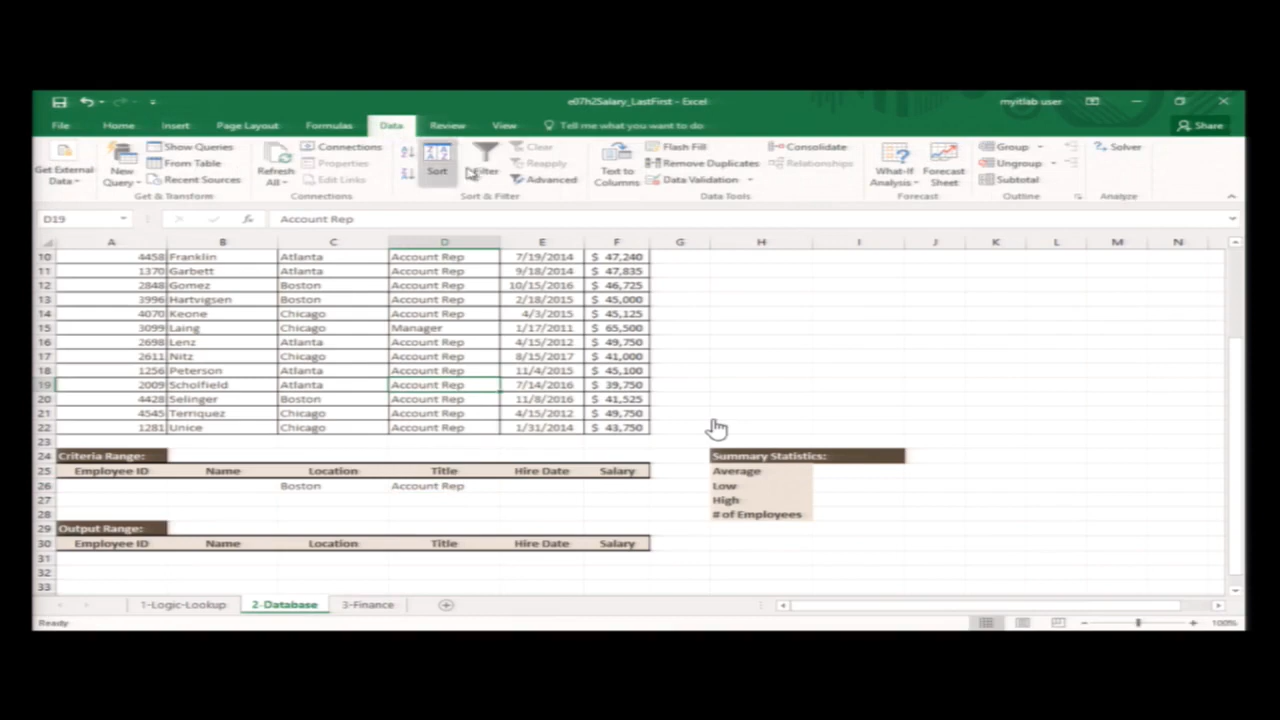 e07h2Salary_LastFirst - Excel myitlab user
File Home Insert Page Layout Formulas Data Review View Tell me what you want to do: Share
Get External Data New Query Show Queries From Table Recent Sources Refresh All Connections Properties Edit Links Sort Filter Clear Reapply Advanced Text to Columns Flash Fill Remove Duplicates Data Validation Consolidate Relationships What-If Analysis Forecast Sheet Group Ungroup Subtotal Solver
Get & Transform Connections Sort & Filter Data Tools Forecast Outline Analyze
D19 fx Account Rep
A B C D E F G H I J K L M N
10 4458 Franklin Atlanta Account Rep 7/19/2014 $ 47,240
11 1370 Garbett Atlanta Account Rep 9/18/2014 $ 47,835
12 2848 Gomez Boston Account Rep 10/15/2016 $ 46,725
13 3996 Hartvigsen Boston Account Rep 2/18/2015 $ 45,000
14 4070 Keone Chicago Account Rep 4/3/2015 $ 45,125
15 3099 Laing Chicago Manager 1/17/2011 $ 65,500
16 2698 Lenz Atlanta Account Rep 4/15/2012 $ 49,750
17 2611 Nitz Chicago Account Rep 8/15/2017 $ 41,000
18 1256 Peterson Atlanta Account Rep 11/4/2015 $ 45,100
19 2009 Scholfield Atlanta Account Rep 7/14/2016 $ 39,750
20 4428 Selinger Boston Account Rep 11/8/2016 $ 41,525
21 4545 Terriquez Chicago Account Rep 4/15/2012 $ 49,750
22 1281 Unice Chicago Account Rep 1/31/2014 $ 43,750
23
24 Criteria Range: Summary Statistics:
25 Employee ID Name Location Title Hire Date Salary Average
26 Boston Account Rep Low
27 High
28 # of Employees
29 Output Range:
30 Employee ID Name Location Title Hire Date Salary
31
32
33
1-Logic-Lookup 2-Database 3-Finance
Ready 100%